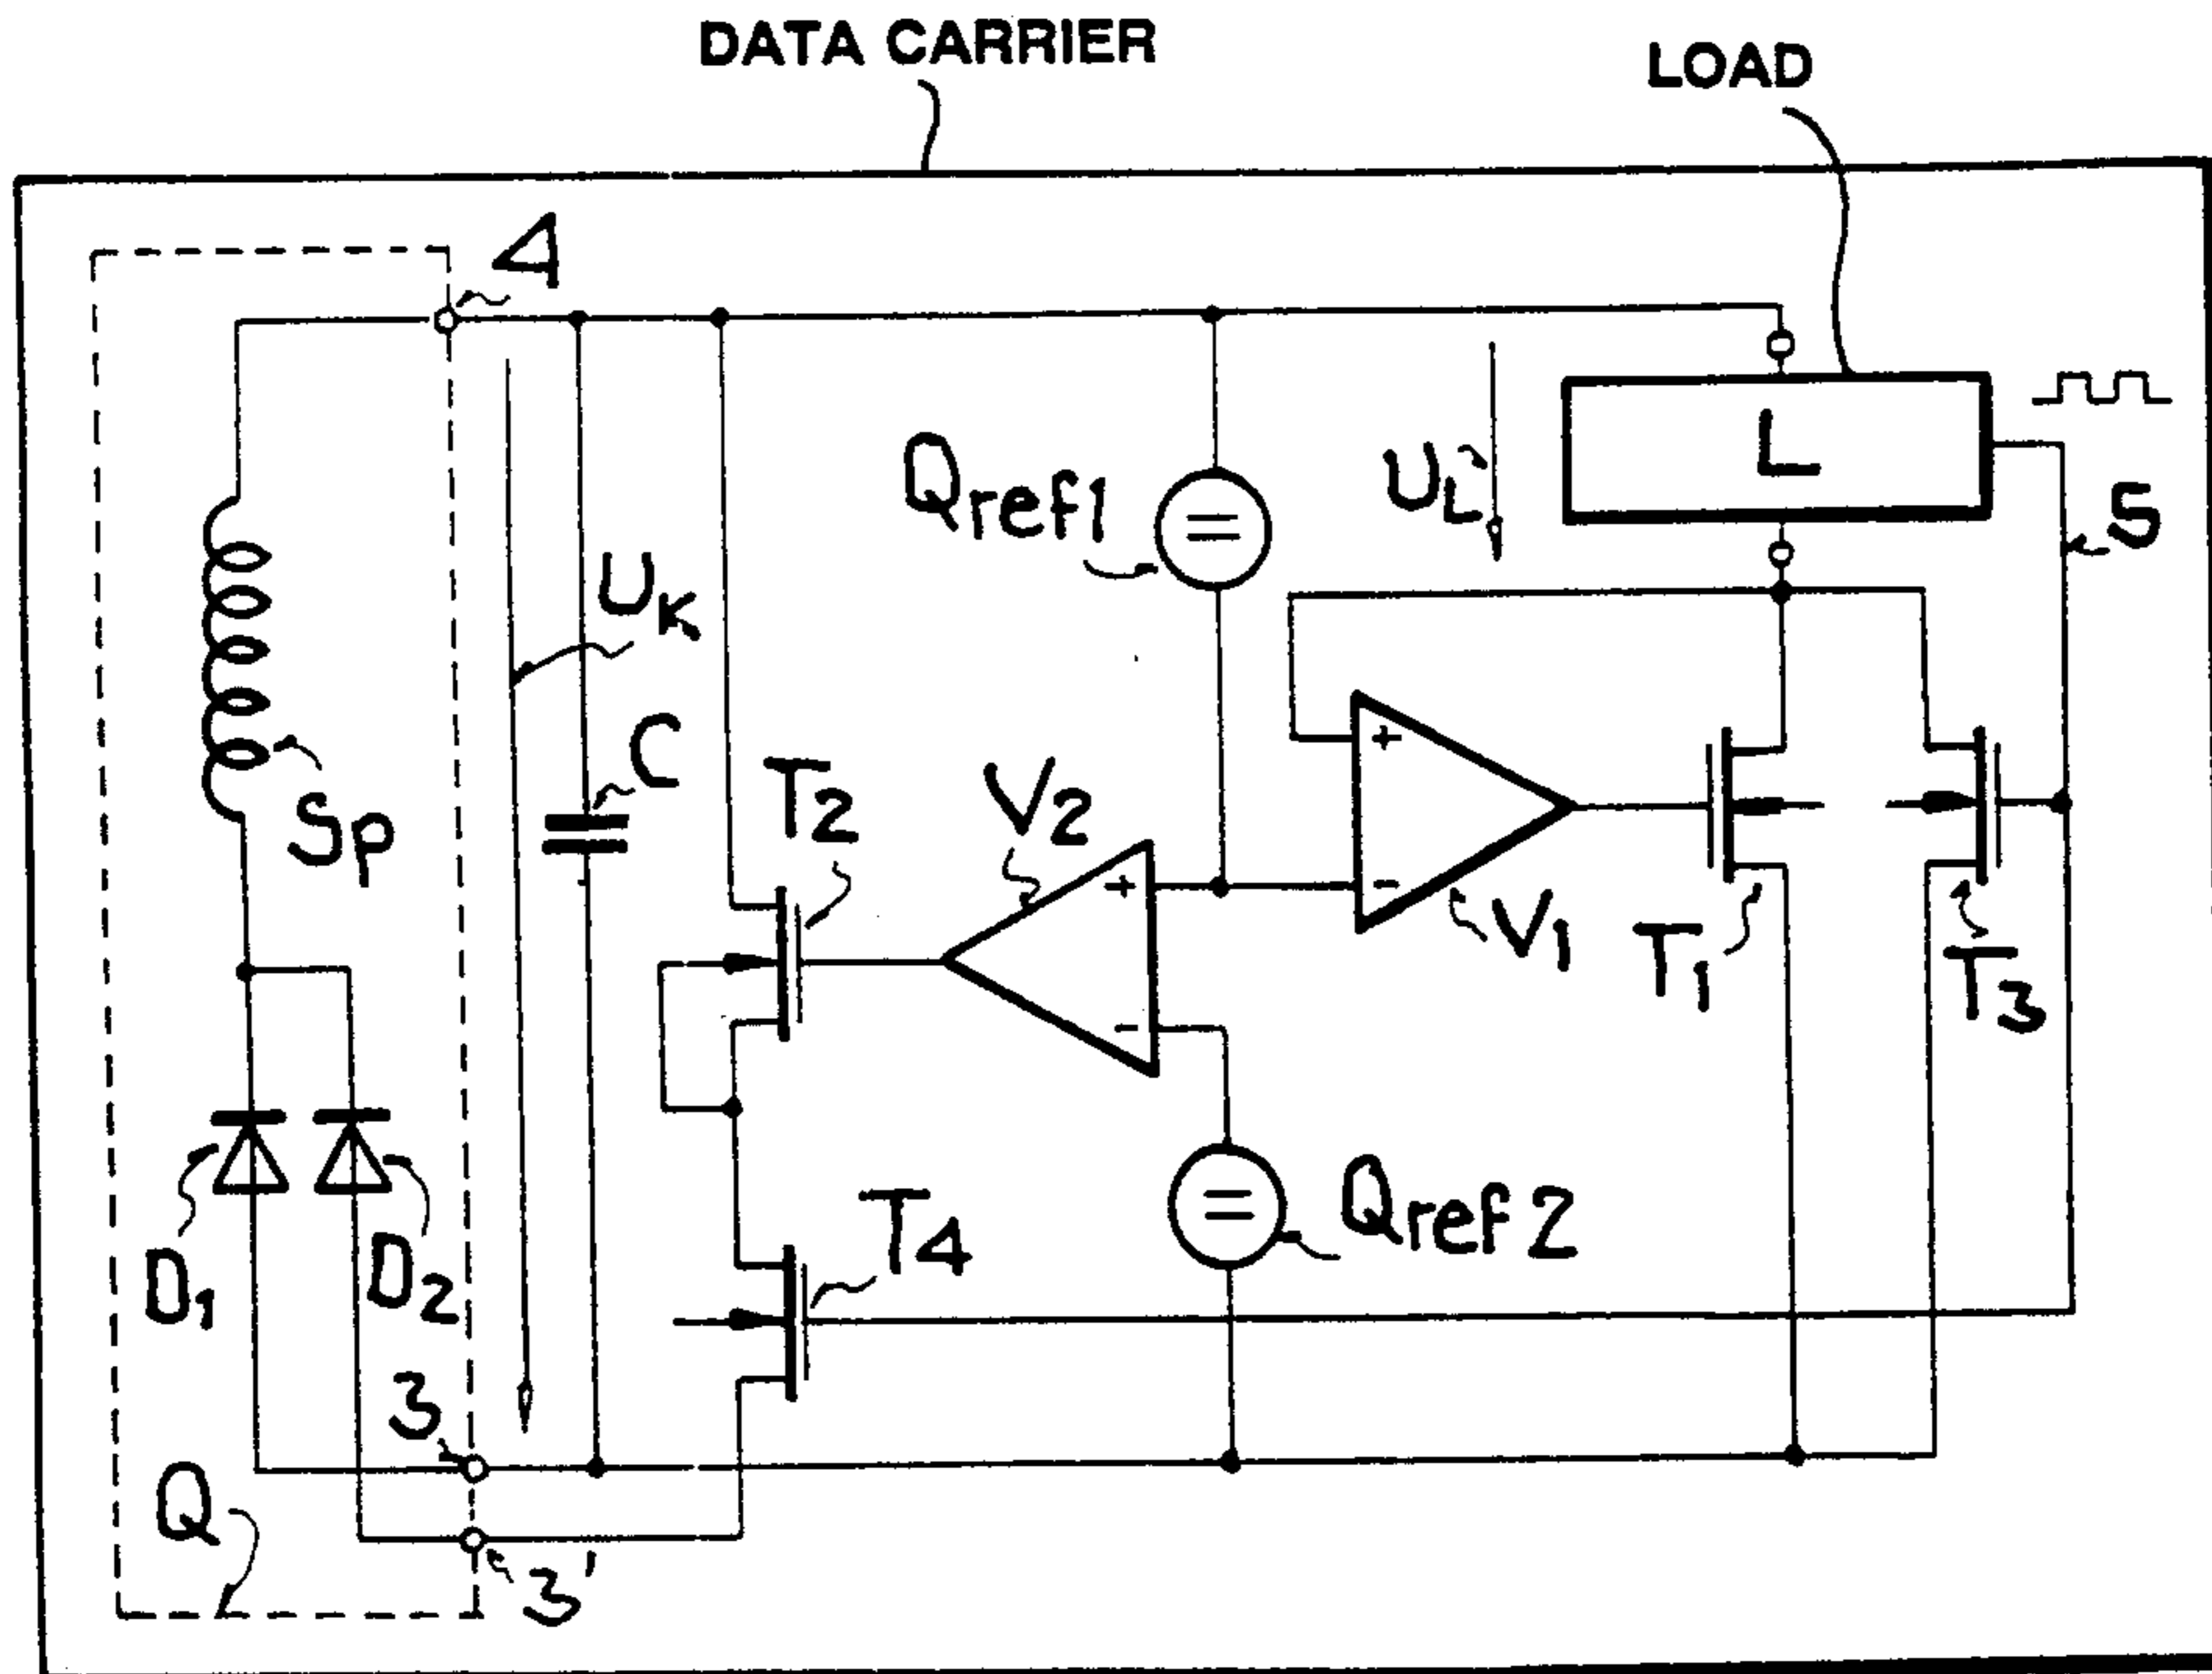 DATA CARRIER
LOAD
4
L
Qref1
UL
S
UK
C
T2
V2
+
-
+
-
V1
T1
T3
Sp
Qref2
T4
D1
D2
3
Q
3'